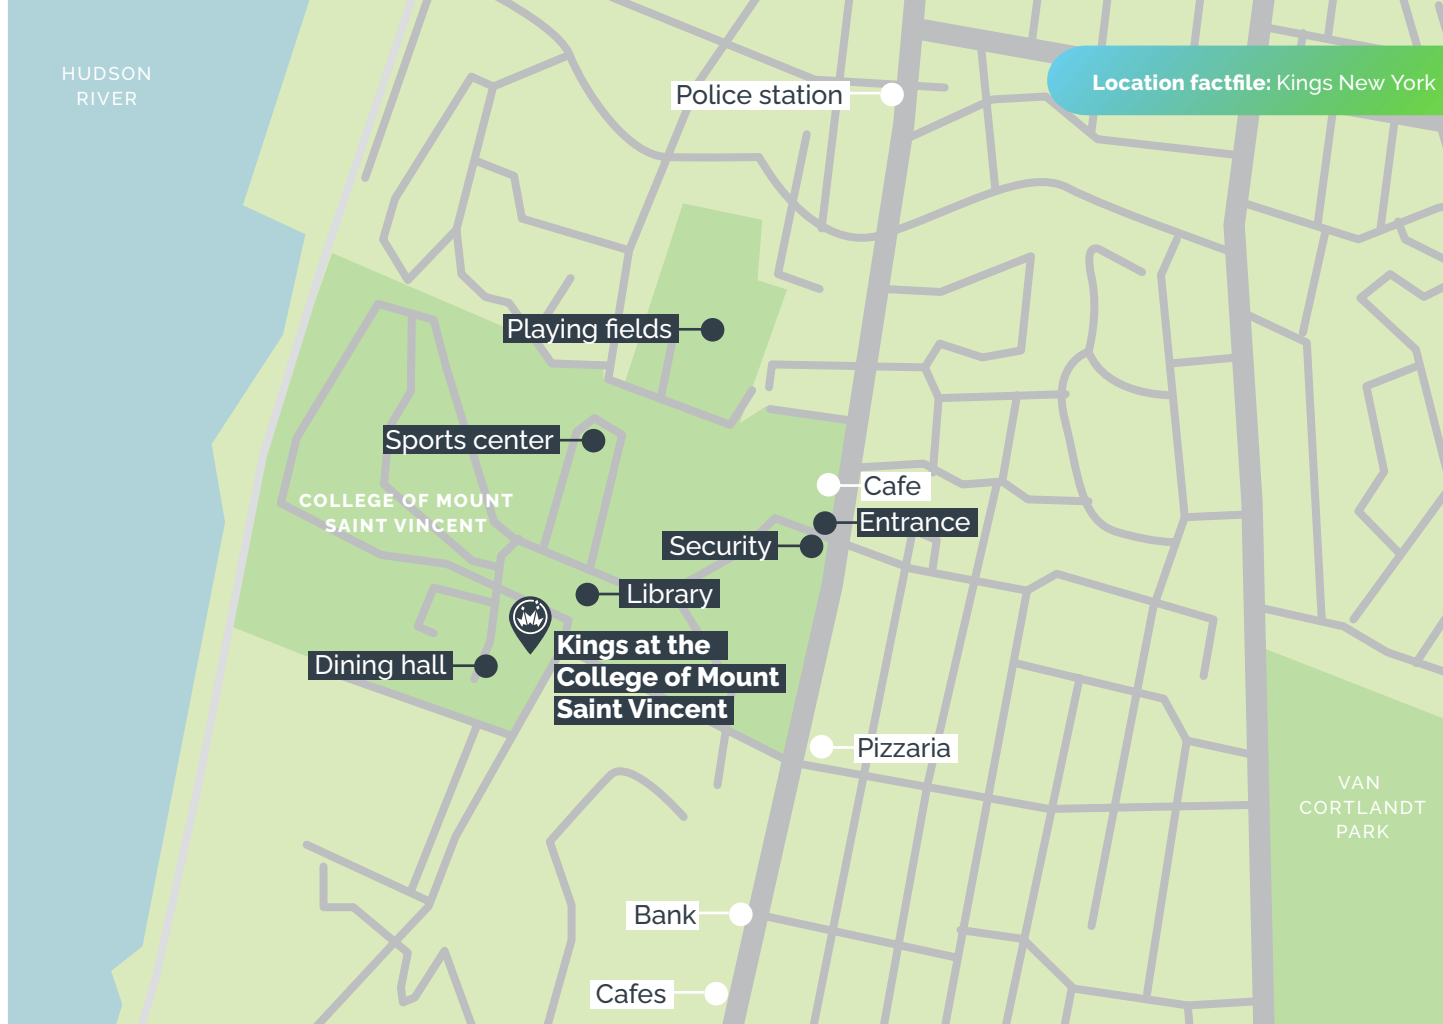 HUDSON
RIVER
Location factfile: Kings New York
Police station
Playing fields
Sports center
COLLEGE OF MOUNT
SAINT VINCENT
Cafe
Entrance
Security
Library
Kings at the
College of Mount
Saint Vincent
Dining hall
Pizzaria
VAN
CORTLANDT
PARK
Bank
Cafes